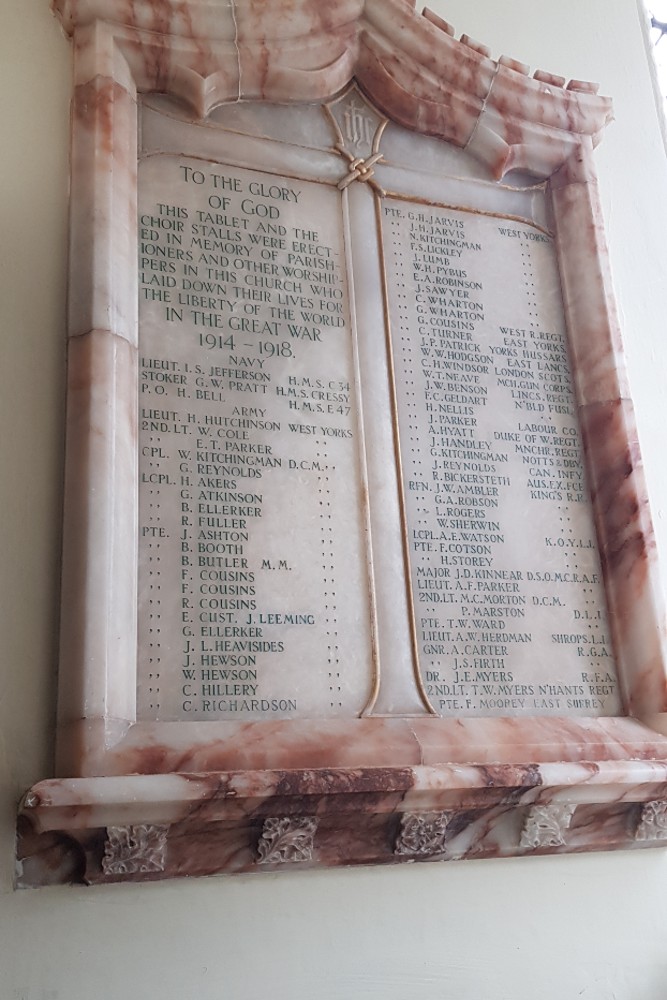 ihc
TO THE GLORY
OF GOD
THIS TABLET AND THE
CHOIR STALLS WERE ERECT-
ED IN MEMORY OF PARISH-
IONERS AND OTHER WORSHIP-
PERS IN THIS CHURCH WHO
LAID DOWN THEIR LIVES FOR
THE LIBERTY OF THE WORLD
IN THE GREAT WAR
1914 – 1918.
NAVY
LIEUT. I. S. JEFFERSON H.M.S. C 34
STOKER G. W. PRATT H.M.S. CRESSY
P. O. H. BELL H.M.S. E 47
ARMY
LIEUT. H. HUTCHINSON WEST YORKS
2ND. LT. W. COLE " "
E. T. PARKER " "
CPL. W. KITCHINGMAN D.C.M. " "
" G. REYNOLDS " "
LCPL. H. AKERS " "
" G. ATKINSON " "
" B. ELLERKER " "
" R. FULLER " "
PTE. J. ASHTON " "
" B. BOOTH " "
" B. BUTLER M. M. " "
" F. COUSINS " "
" F. COUSINS " "
" R. COUSINS " "
" E. CUST. J. LEEMING " "
" G. ELLERKER " "
" J. L. HEAVISIDES " "
" J. HEWSON " "
" W. HEWSON " "
" C. HILLERY " "
" C. RICHARDSON " "
PTE. G. H. JARVIS WEST YORKS.
" J. H. JARVIS " "
" N. KITCHINGMAN " "
" F. S. LICKLEY " "
" J. LUMB " "
" W. H. PYBUS " "
" E. A. ROBINSON " "
" J. SAWYER " "
" C. WHARTON " "
" G. WHARTON " "
" G. COUSINS WEST R. REGT.
" C. TURNER EAST YORKS.
" J. P. PATRICK YORKS HUSSARS.
" W. W. HODGSON EAST LANCS.
" C. H. WINDSOR LONDON SCOTS.
" W. T. NEAVE MCH. GUN CORPS.
" J. W. BENSON LINCS. REGT.
" F. C. GELDART N'BLD FUSL.
" H. NELLIS " "
" J. PARKER LABOUR CO.
" A. HYATT DUKE OF W. REGT.
" J. HANDLEY MNCHR. REGT.
" G. KITCHINGMAN NOTTS & DBY.
" J. REYNOLDS CAN. INFY
" R. BICKERSTETH AUS. EX. FCE.
RFN. J. W. AMBLER KING'S R.
" G. A. ROBSON " "
" L. ROGERS " "
" W. SHERWIN " "
LCPL. A. E. WATSON K.O.Y.L.I.
PTE. F. COTSON " "
" H. STOREY " "
MAJOR J. D. KINNEAR D.S.O. M.C. R.A.F.
LIEUT. A. F. PARKER " "
2ND. LT. M. C. MORTON D.C.M. " "
" P. MARSTON D.L.I.
PTE. T. W. WARD " "
LIEUT. A. W. HERDMAN SHROPS. L.I.
GNR. A. CARTER R.G.A.
" J. S. FIRTH " "
DR. J. E. MYERS R.F.A.
2ND. LT. T. W. MYERS N'HANTS REGT
PTE. F. MOOREY EAST SURREY